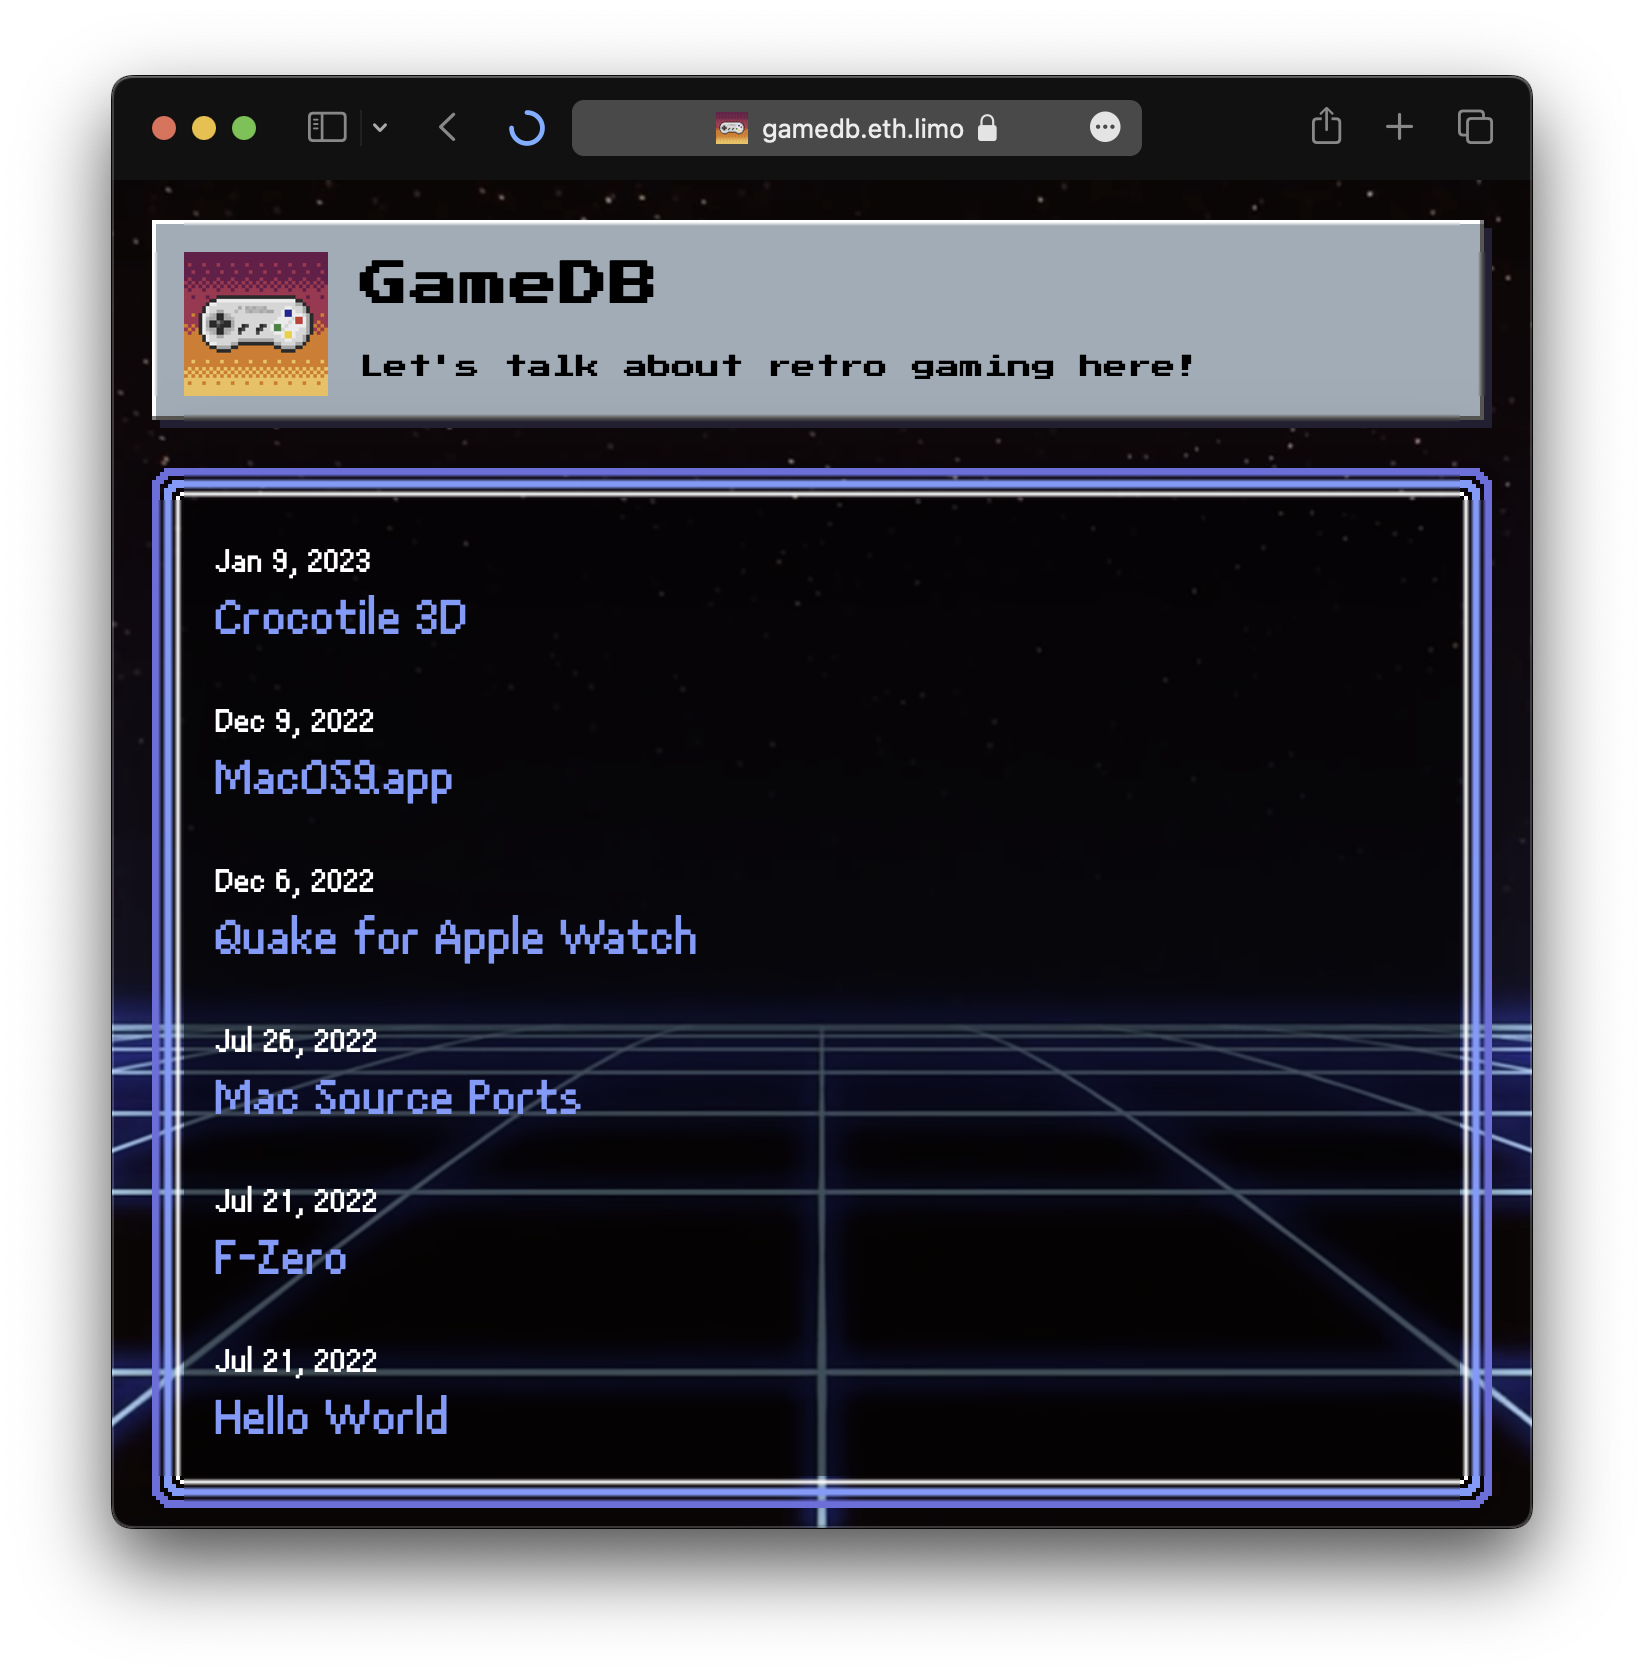 gamedb.eth.limo
GameDB
Let's talk about retro gaming here!
Jan 9, 2023
Crocotile 3D
Dec 9, 2022
MacOS9.app
Dec 6, 2022
Quake for Apple Watch
Jul 26, 2022
Mac Source Ports
Jul 21, 2022
F-Zero
Jul 21, 2022
Hello World